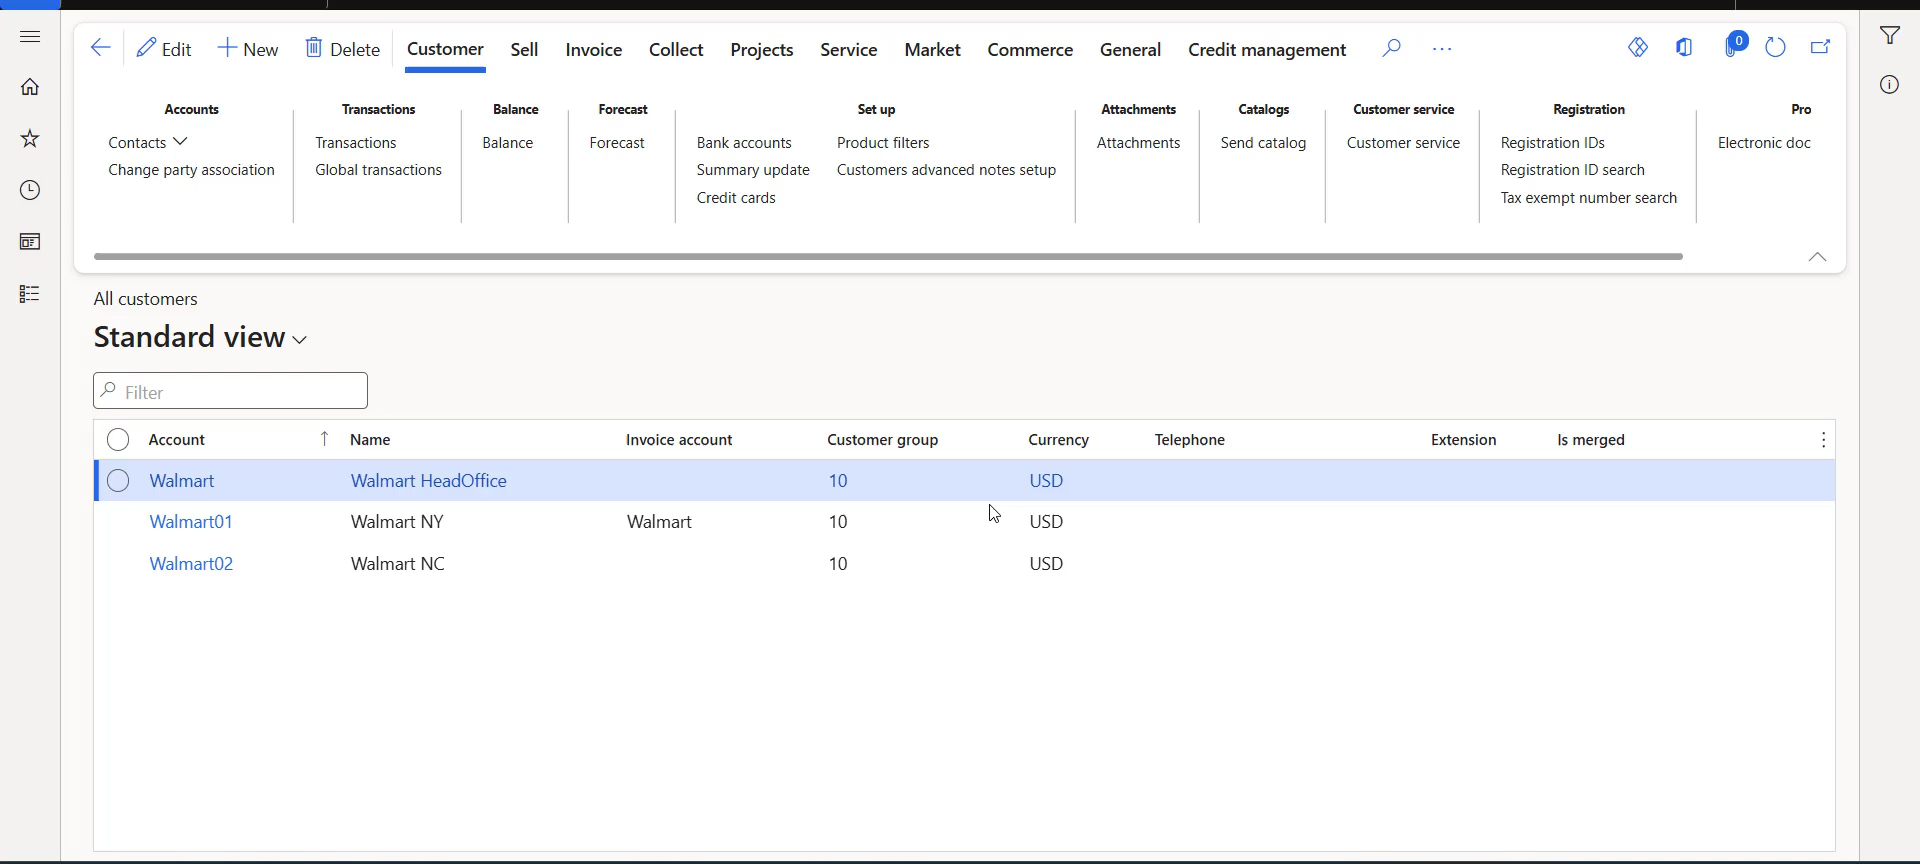 Edit New Delete Customer Sell Invoice Collect Projects Service Market Commerce General Credit management ... 0
Accounts Transactions Balance Forecast Set up Attachments Catalogs Customer service Registration Pro
Contacts Transactions Balance Forecast Bank accounts Product filters Attachments Send catalog Customer service Registration IDs Electronic doc
Change party association Global transactions Summary update Customers advanced notes setup Registration ID search
Credit cards Tax exempt number search
All customers
Standard view
Filter
Account Name Invoice account Customer group Currency Telephone Extension Is merged
Walmart Walmart HeadOffice 10 USD
Walmart01 Walmart NY Walmart 10 USD
Walmart02 Walmart NC 10 USD